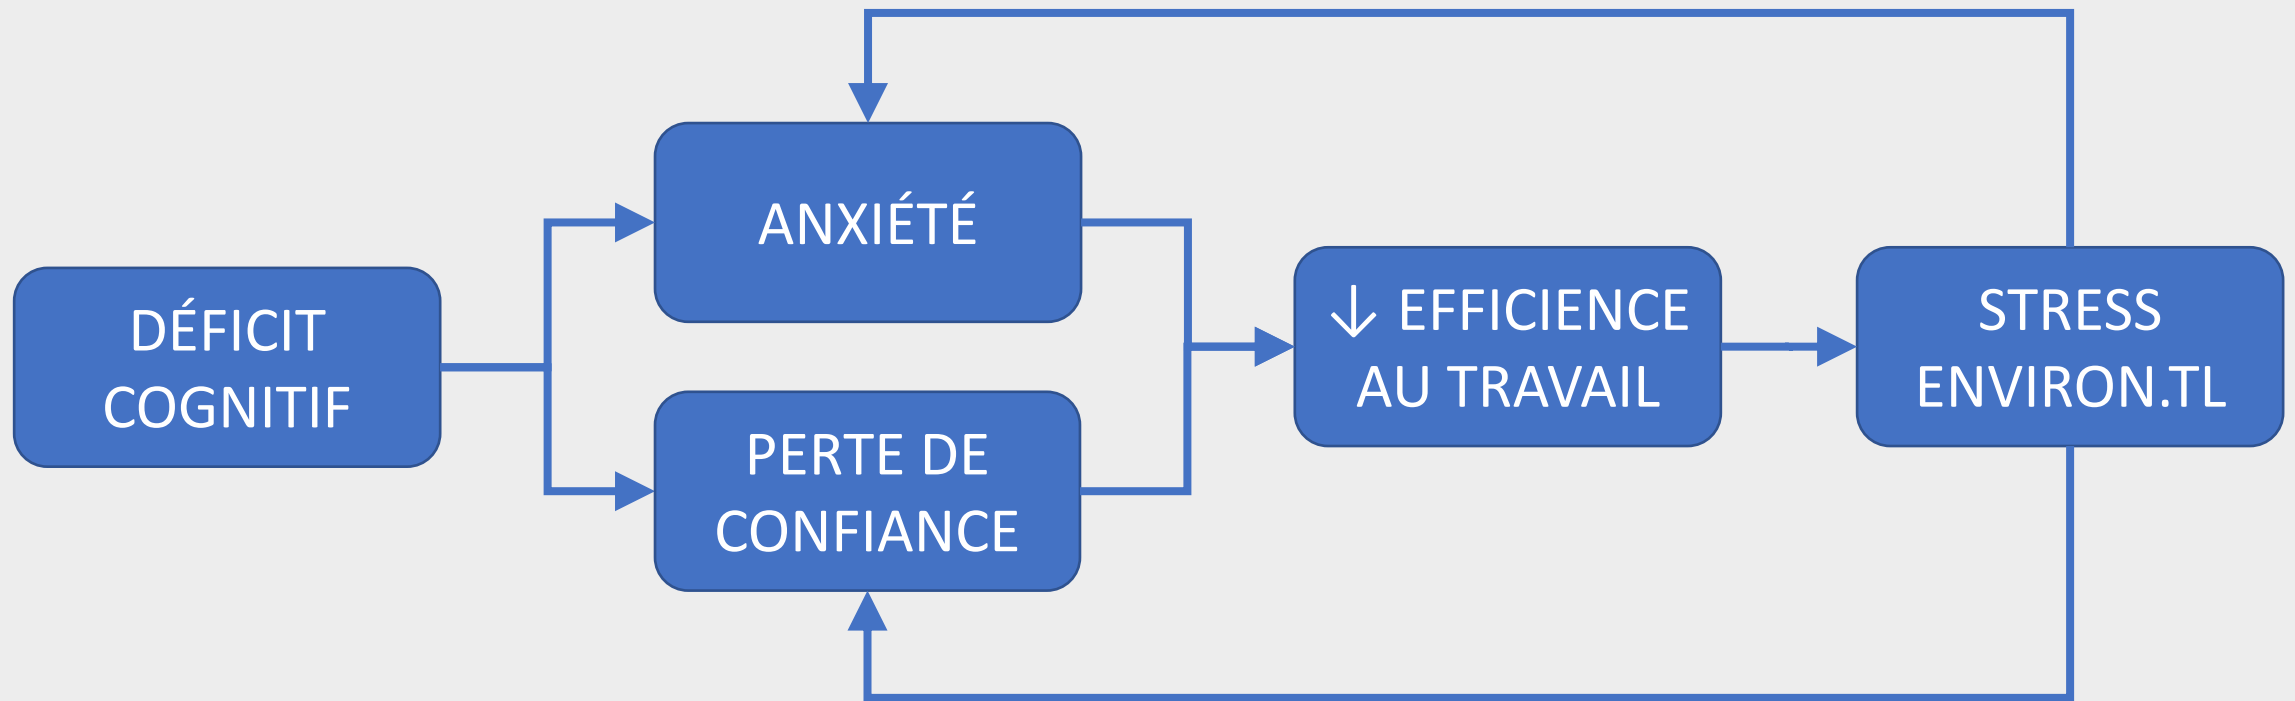 DÉFICIT
COGNITIF
ANXIÉTÉ
PERTE DE
CONFIANCE
↓ EFFICIENCE
AU TRAVAIL
STRESS
ENVIRON.TL